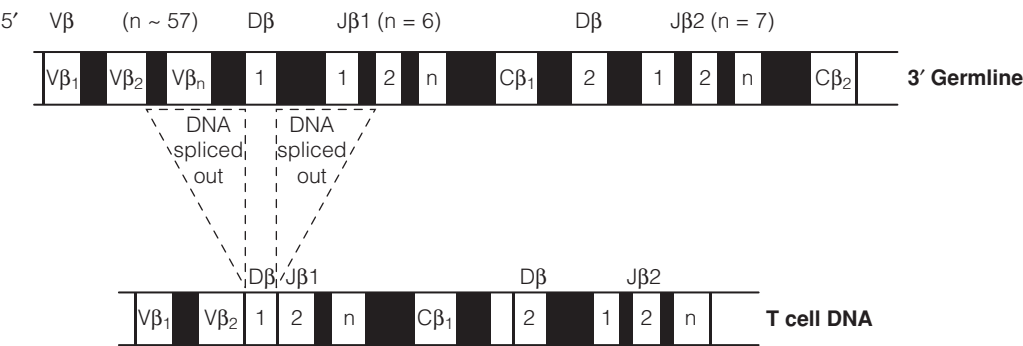 5′ Vβ (n ~ 57) Dβ Jβ1 (n = 6) Dβ Jβ2 (n = 7)
Vβ₁ Vβ₂ Vβₙ 1 1 2 n Cβ₁ 2 1 2 n Cβ₂ 3′ Germline
DNA DNA
spliced spliced
out out
Dβ Jβ1 Dβ Jβ2
Vβ₁ Vβ₂ 1 2 n Cβ₁ 2 1 2 n T cell DNA